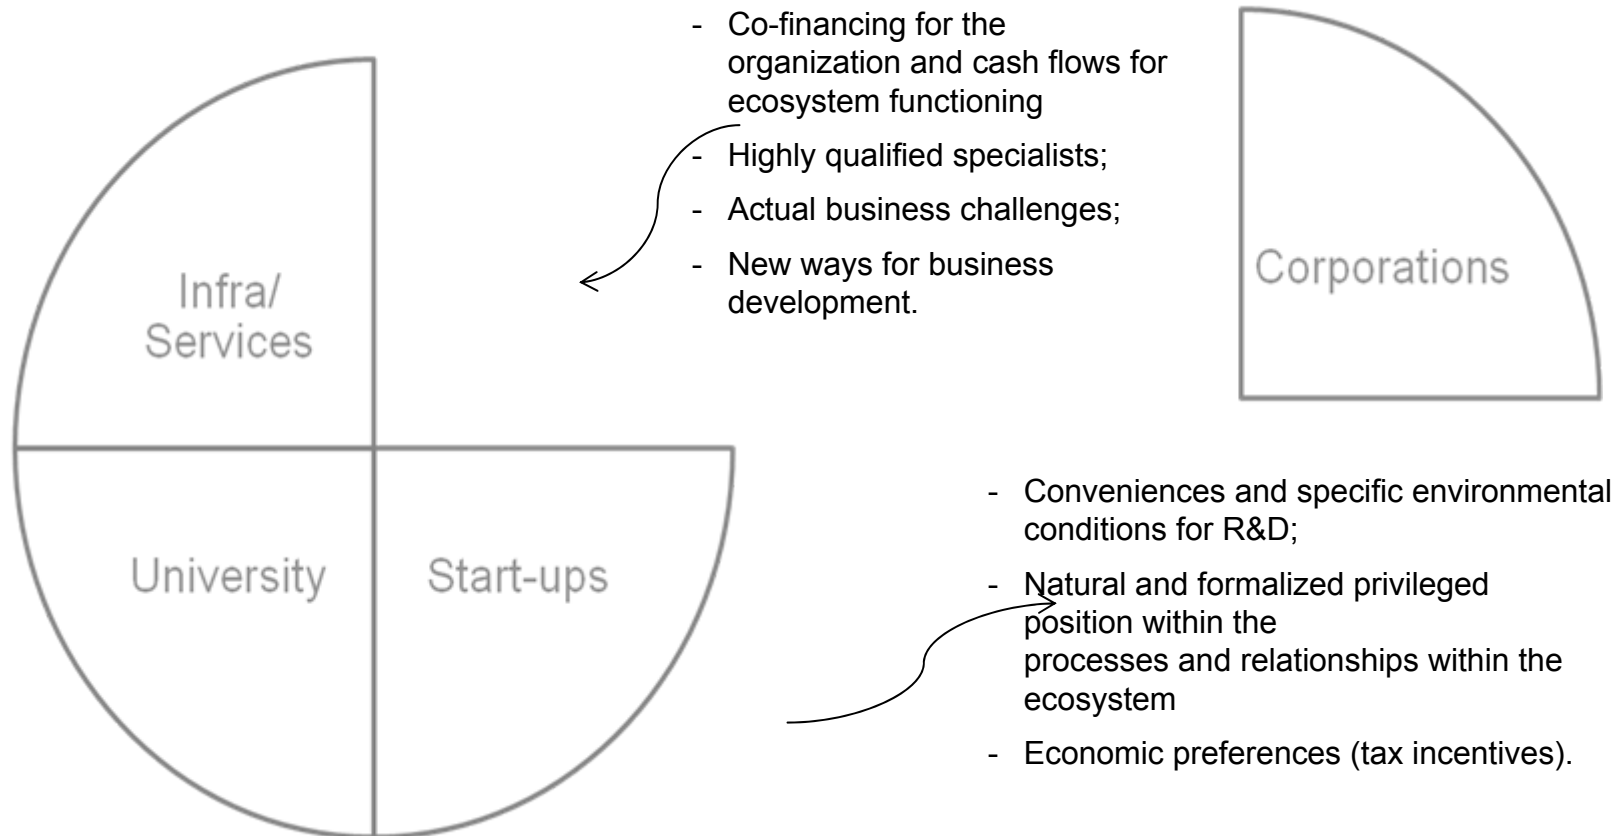 - Co-financing for the
organization and cash flows for
ecosystem functioning
- Highly qualified specialists;
- Actual business challenges;
- New ways for business
development.
Infra/
Services
Corporations
University
Start-ups
- Conveniences and specific environmental
conditions for R&D;
- Natural and formalized privileged
position within the
processes and relationships within the
ecosystem
- Economic preferences (tax incentives).